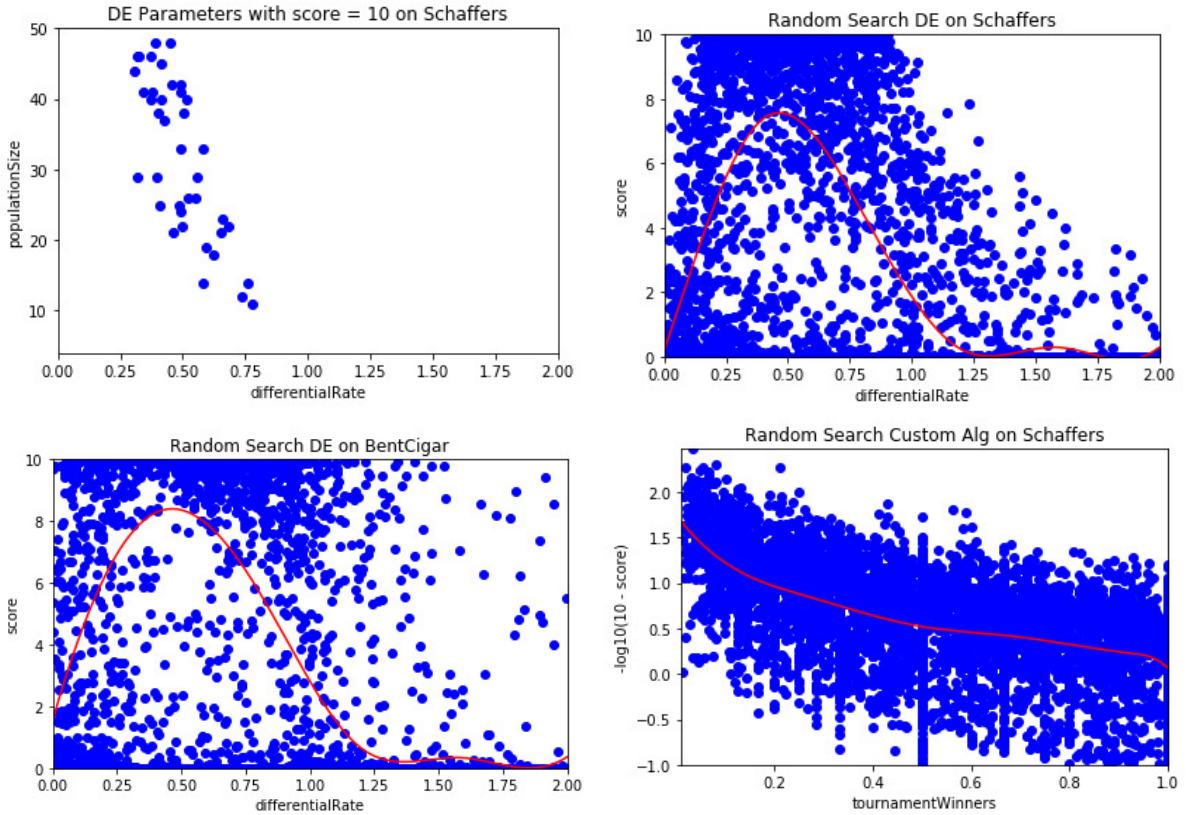 DE Parameters with score = 10 on Schaffers
50
40
30
20
10
populationSize
0.00 0.25 0.50 0.75 1.00 1.25 1.50 1.75 2.00
differentialRate
Random Search DE on Schaffers
10
8
6
4
2
0
score
0.00 0.25 0.50 0.75 1.00 1.25 1.50 1.75 2.00
differentialRate
Random Search DE on BentCigar
10
8
6
4
2
0
score
0.00 0.25 0.50 0.75 1.00 1.25 1.50 1.75 2.00
differentialRate
Random Search Custom Alg on Schaffers
2.0
1.5
1.0
0.5
0.0
−0.5
−1.0
-log10(10 - score)
0.2 0.4 0.6 0.8 1.0
tournamentWinners